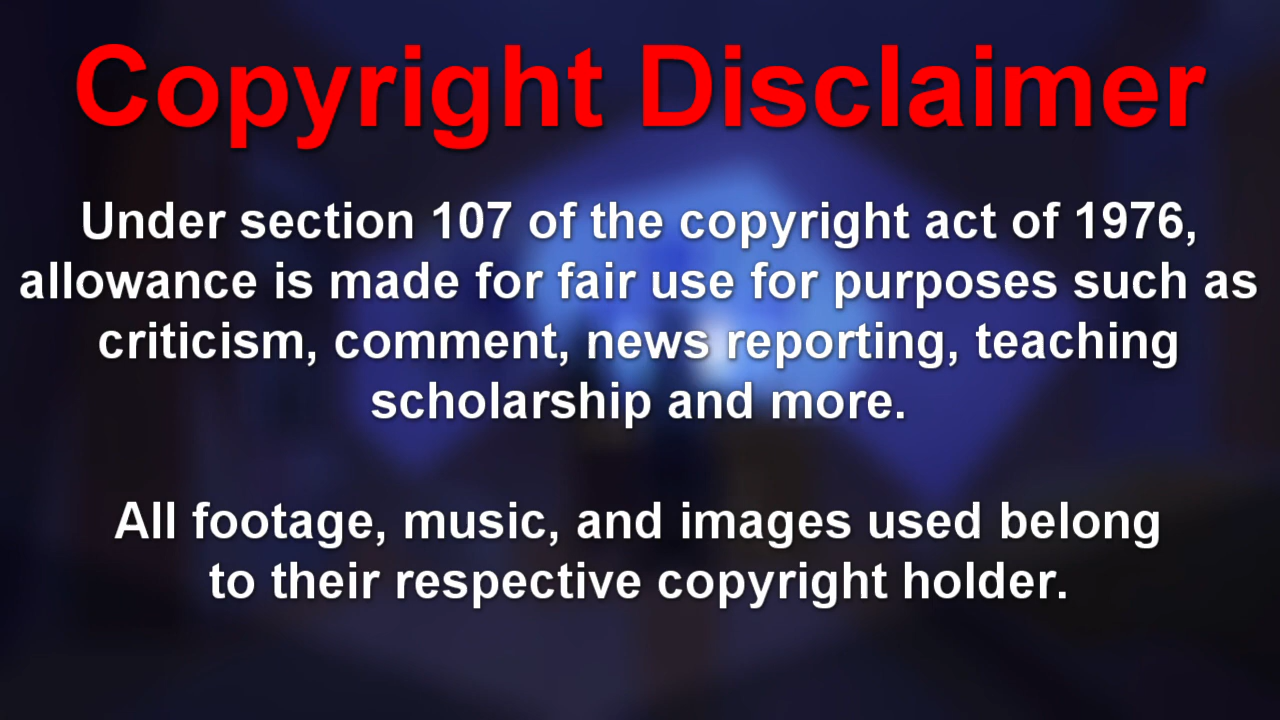 Copyright Disclaimer
Under section 107 of the copyright act of 1976,
allowance is made for fair use for purposes such as
criticism, comment, news reporting, teaching
scholarship and more.
All footage, music, and images used belong
to their respective copyright holder.